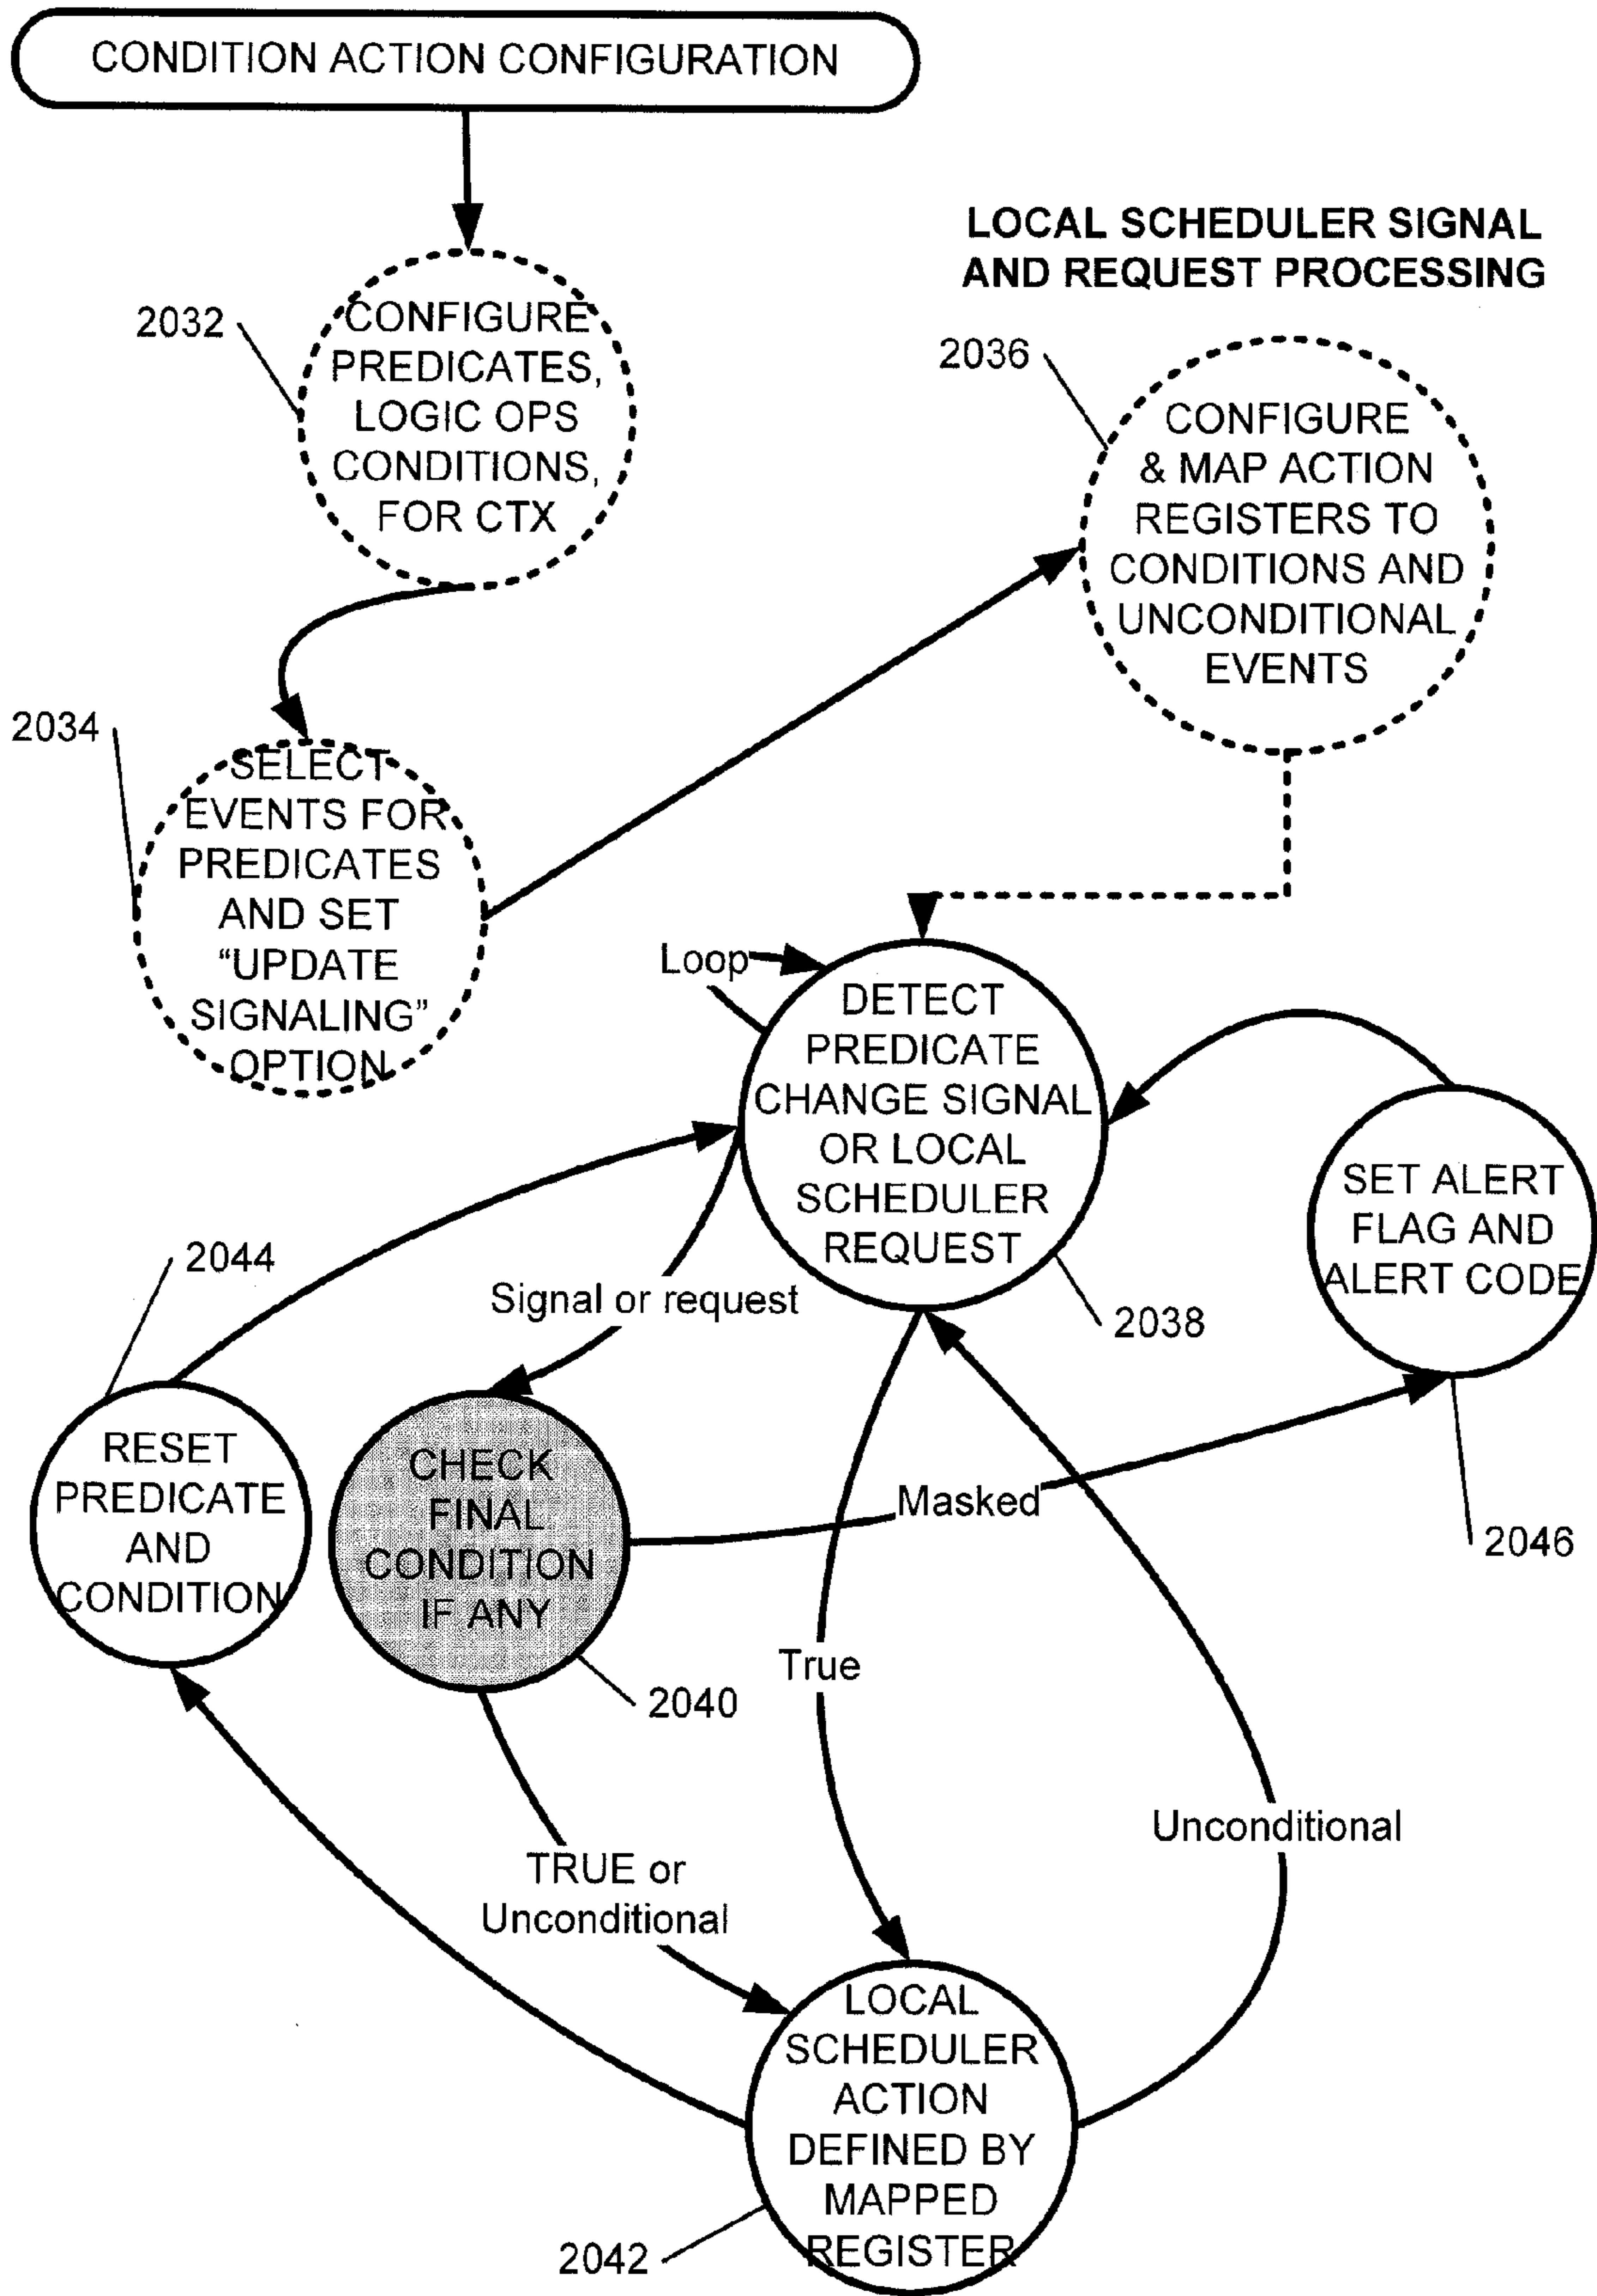 CONDITION ACTION CONFIGURATION
LOCAL SCHEDULER SIGNAL
AND REQUEST PROCESSING
2032
CONFIGURE
PREDICATES,
LOGIC OPS
CONDITIONS,
FOR CTX
2036
CONFIGURE
& MAP ACTION
REGISTERS TO
CONDITIONS AND
UNCONDITIONAL
EVENTS
2034
SELECT
EVENTS FOR
PREDICATES
AND SET
“UPDATE
SIGNALING”
OPTION
Loop
DETECT
PREDICATE
CHANGE SIGNAL
OR LOCAL
SCHEDULER
REQUEST
2038
SET ALERT
FLAG AND
ALERT CODE
2046
2044
Signal or request
RESET
PREDICATE
AND
CONDITION
CHECK
FINAL
CONDITION
IF ANY
2040
Masked
True
Unconditional
TRUE or
Unconditional
LOCAL
SCHEDULER
ACTION
DEFINED BY
MAPPED
REGISTER
2042